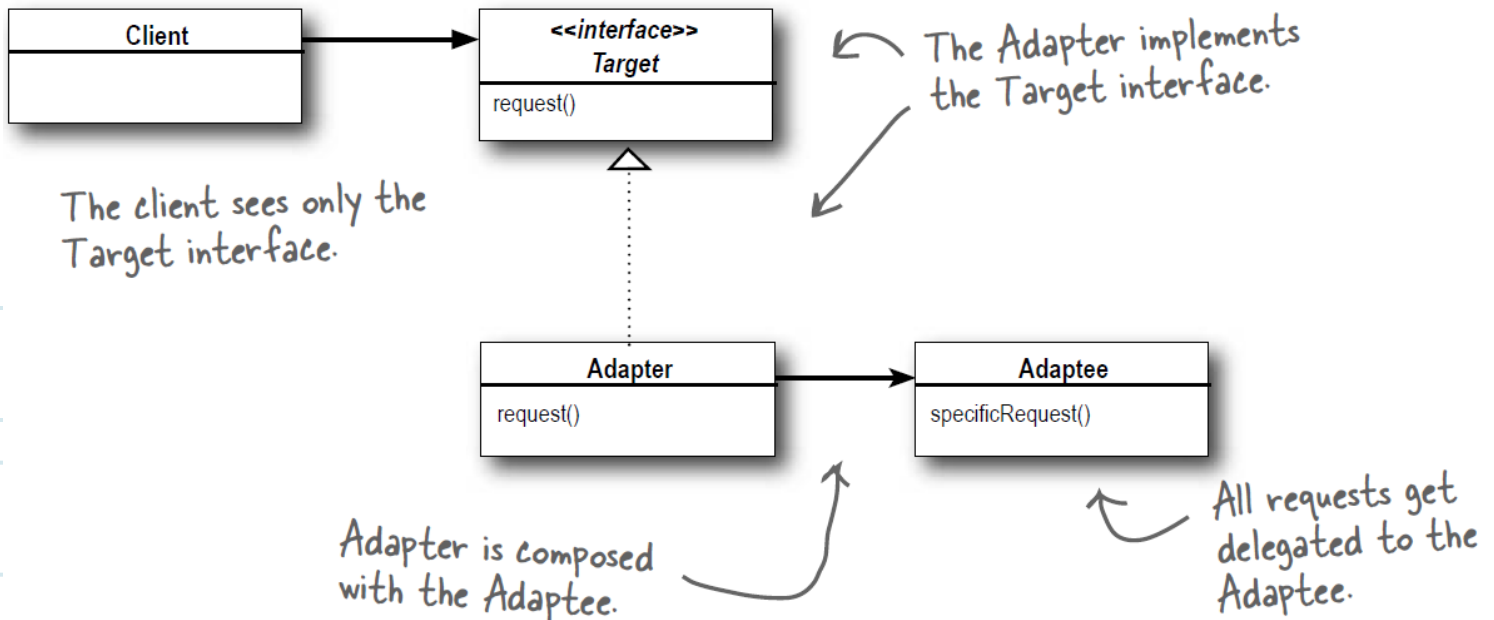 Client
<<interface>>
Target
request()
The Adapter implements
the Target interface.
The client sees only the
Target interface.
Adapter
request()
Adaptee
specificRequest()
Adapter is composed
with the Adaptee.
All requests get
delegated to the
Adaptee.